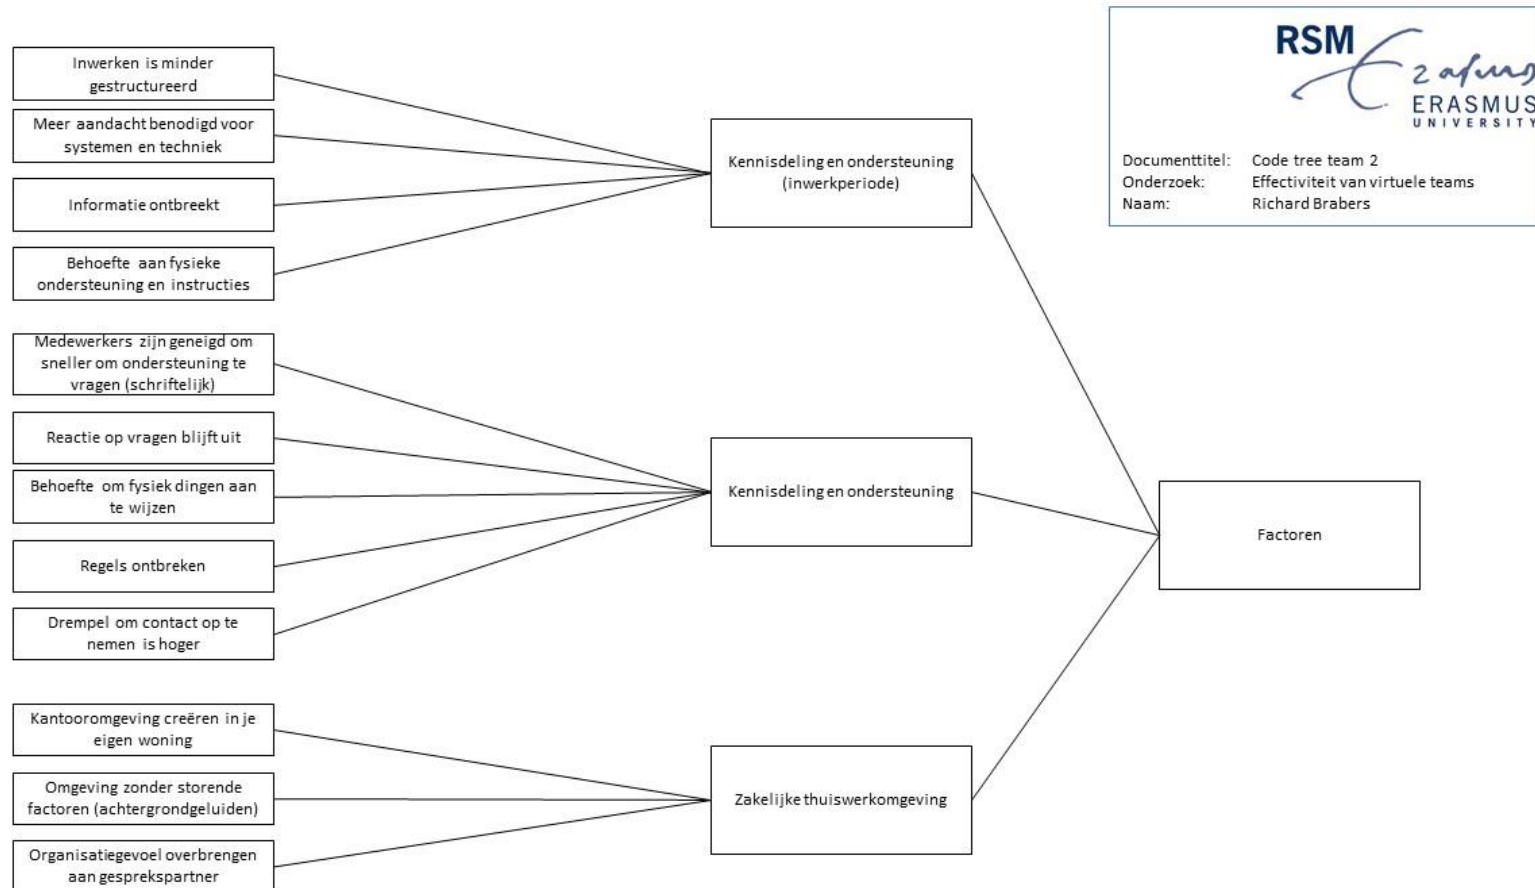 RSM
Erasmus
ERASMUS
UNIVERSITY
Documenttitel: Code tree team 2
Onderzoek: Effectiviteit van virtuele teams
Naam: Richard Brabers
Inwerken is minder
gestructureerd
Meer aandacht benodigd voor
systemen en techniek
Informatie ontbreekt
Behoefte aan fysieke
ondersteuning en instructies
Kennisdeling en ondersteuning
(inwerkperiode)
Medewerkers zijn geneigd om
sneller om ondersteuning te
vragen (schriftelijk)
Reactie op vragen blijft uit
Behoefte om fysiek dingen aan
te wijzen
Regels ontbreken
Drempel om contact op te
nemen is hoger
Kennisdeling en ondersteuning
Kantooromgeving creëren in je
eigen woning
Omgeving zonder storende
factoren (achtergrondgeluiden)
Organisatiegevoel overbrengen
aan gesprekspartner
Zakelijke thuiswerkomgeving
Factoren